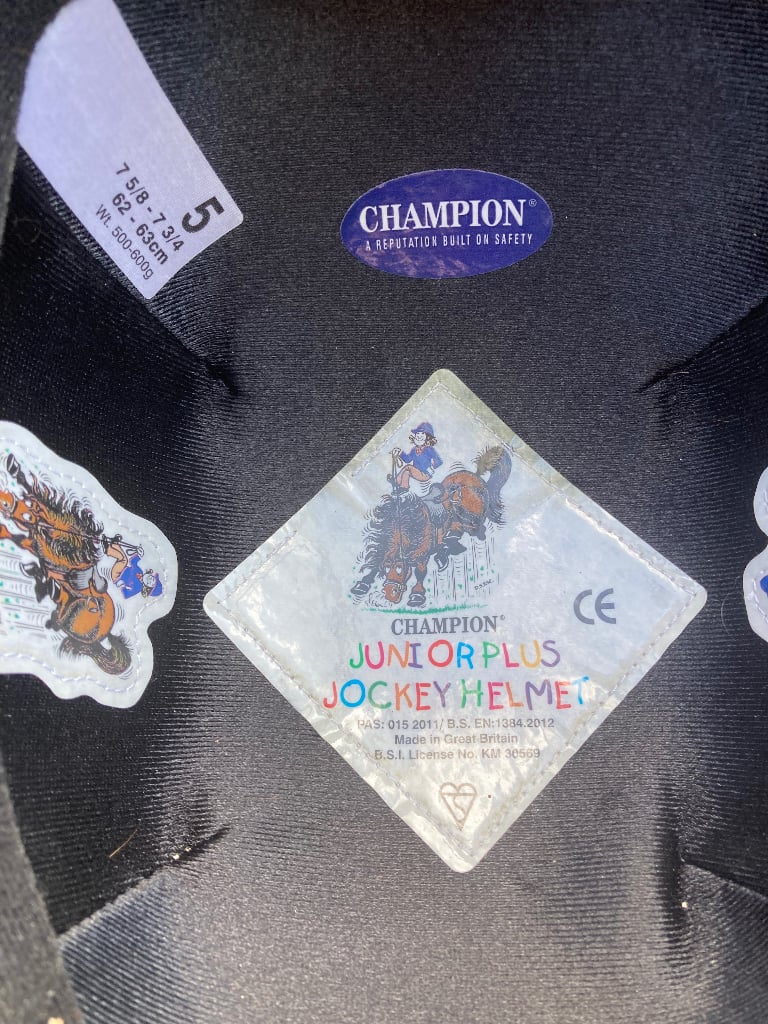 5
7 5/8 - 7 3/4
62 - 63cm
Wt. 500-600g
CHAMPION®
A REPUTATION BUILT ON SAFETY
CE
CHAMPION®
JUNIOR PLUS
JOCKEY HELMET
PAS: 015 2011/ B.S. EN:1384.2012
Made in Great Britain
B.S.I. License No. KM 30569